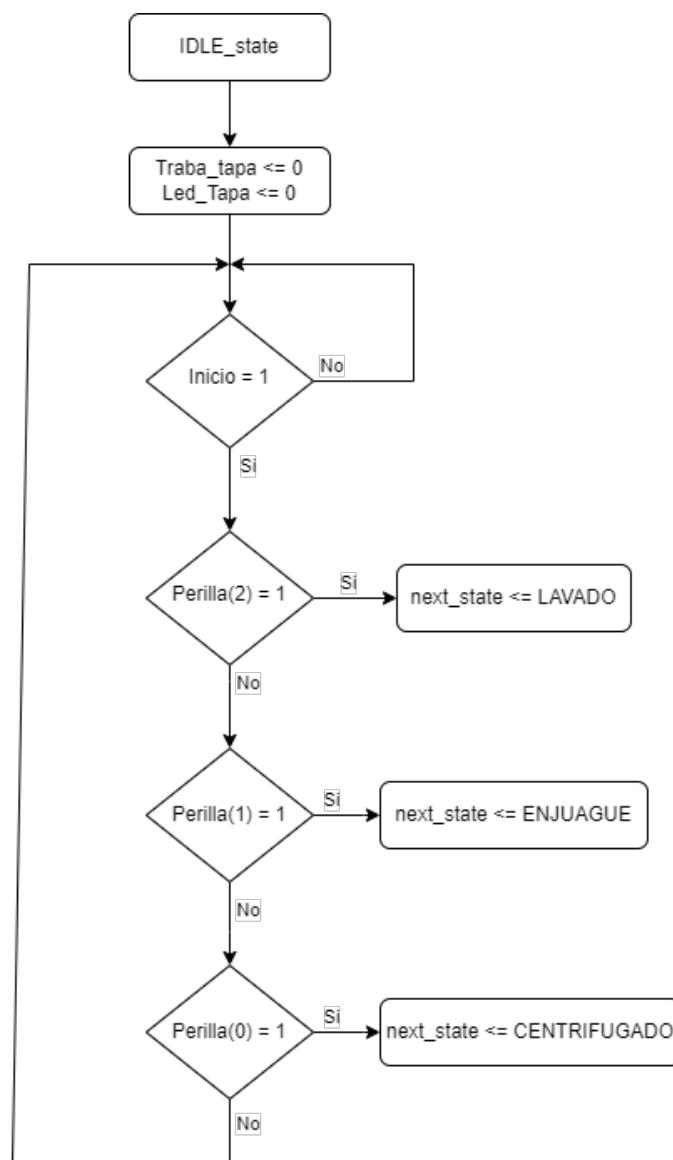 IDLE_state
Traba_tapa <= 0
Led_Tapa <= 0
Inicio = 1
No
Si
Perilla(2) = 1
Si
next_state <= LAVADO
No
Perilla(1) = 1
Si
next_state <= ENJUAGUE
No
Perilla(0) = 1
Si
next_state <= CENTRIFUGADO
No